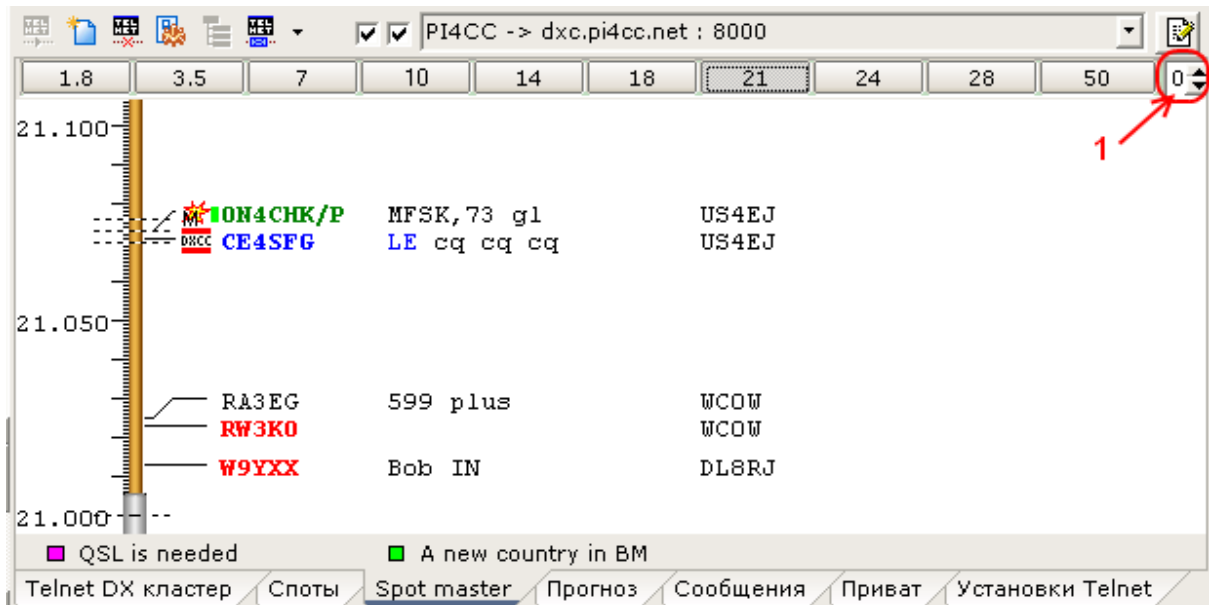 PI4CC -> dxc.pi4cc.net : 8000
1.8 3.5 7 10 14 18 21 24 28 50 0
21.100
1
M ON4CHK/P MFSK,73 gl US4EJ
DXCC CE4SFG LE cq cq cq US4EJ
21.050
RA3EG 599 plus WC0W
RW3KO WC0W
W9YXX Bob IN DL8RJ
21.000
QSL is needed A new country in BM
Telnet DX кластер Споты Spot master Прогноз Сообщения Приват Установки Telnet